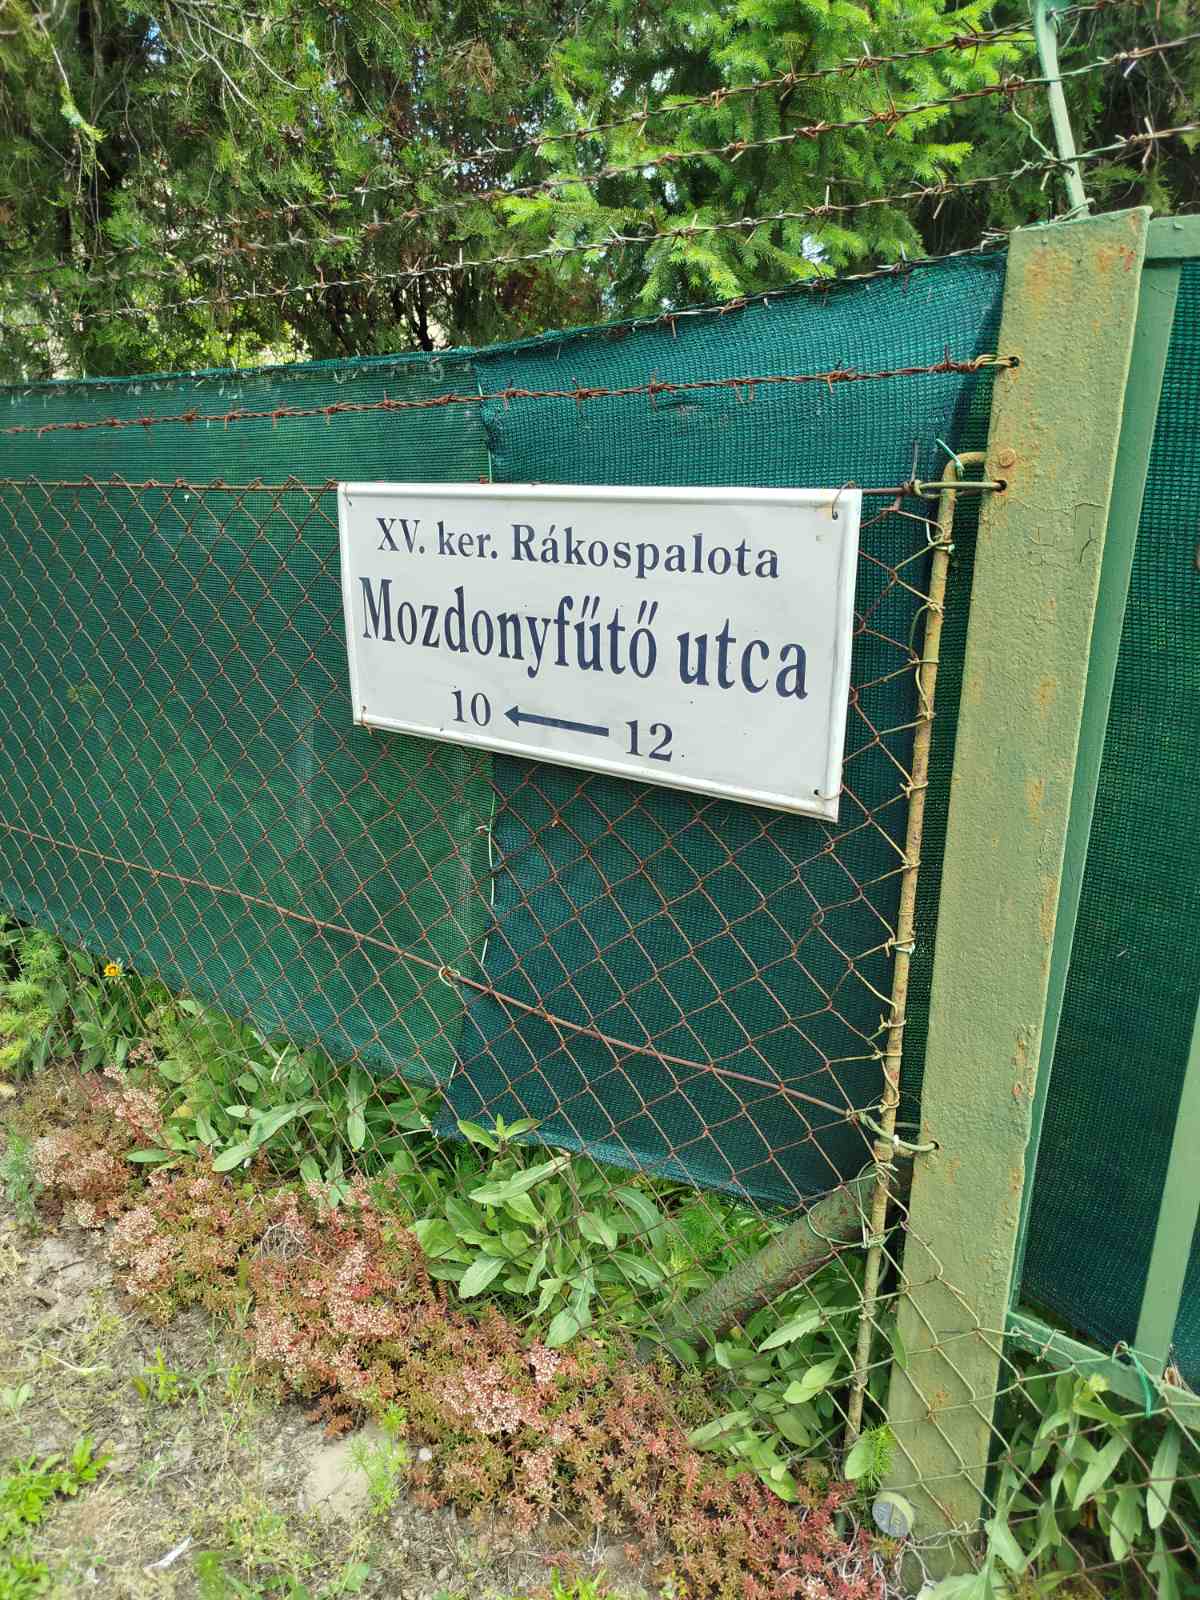 XV. ker. Rákospalota
Mozdonyfűtő utca
10 ← 12